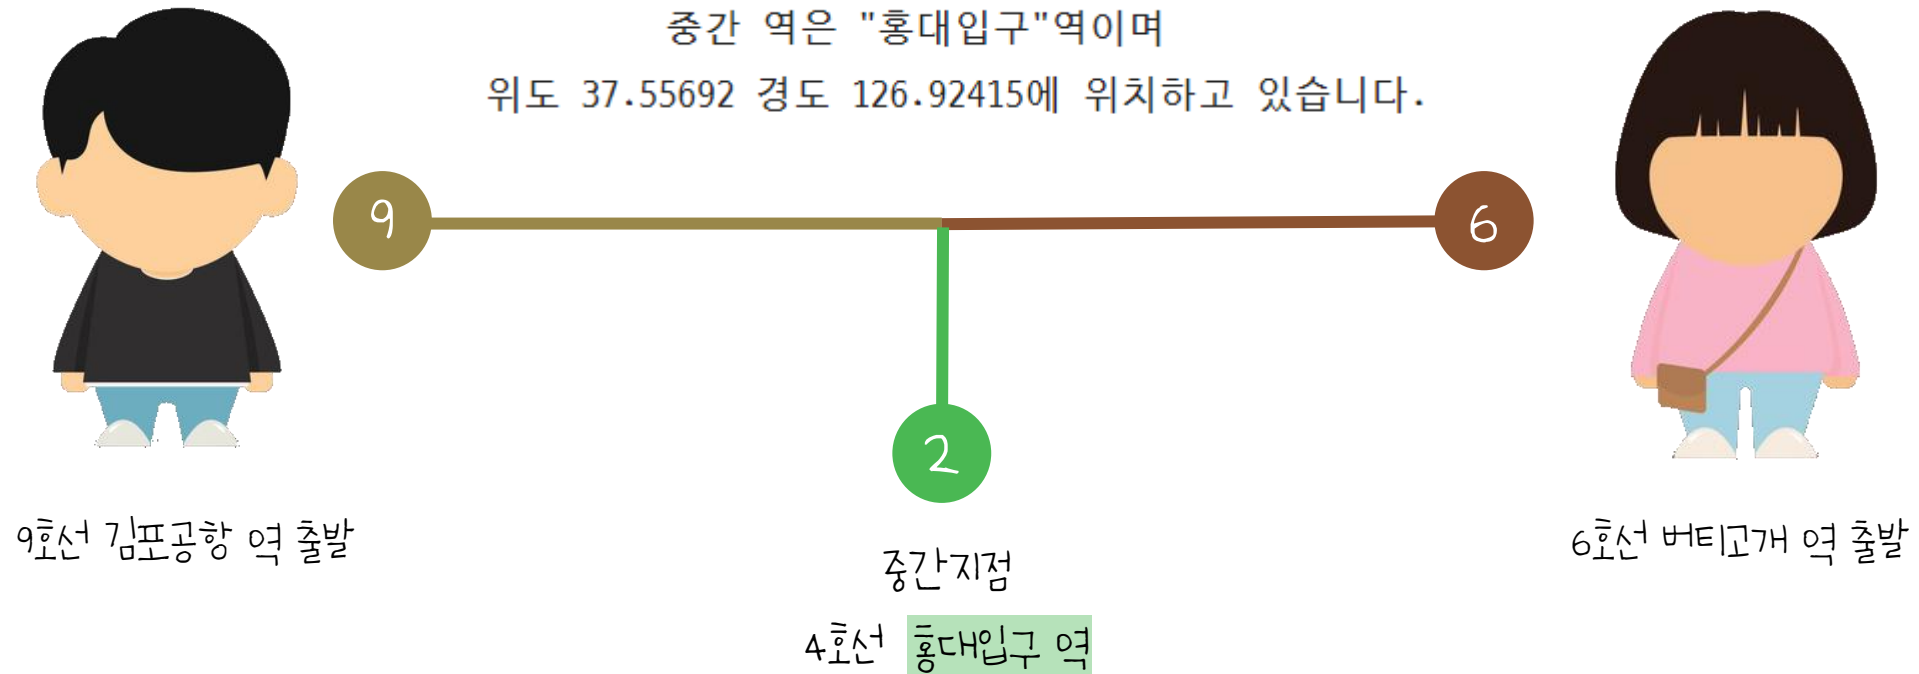 중간 역은 "홍대입구"역이며
위도 37.55692 경도 126.92415에 위치하고 있습니다.
9
6
2
9호선 김포공항 역 출발
6호선 버티고개 역 출발
중간지점
4호선 홍대입구 역